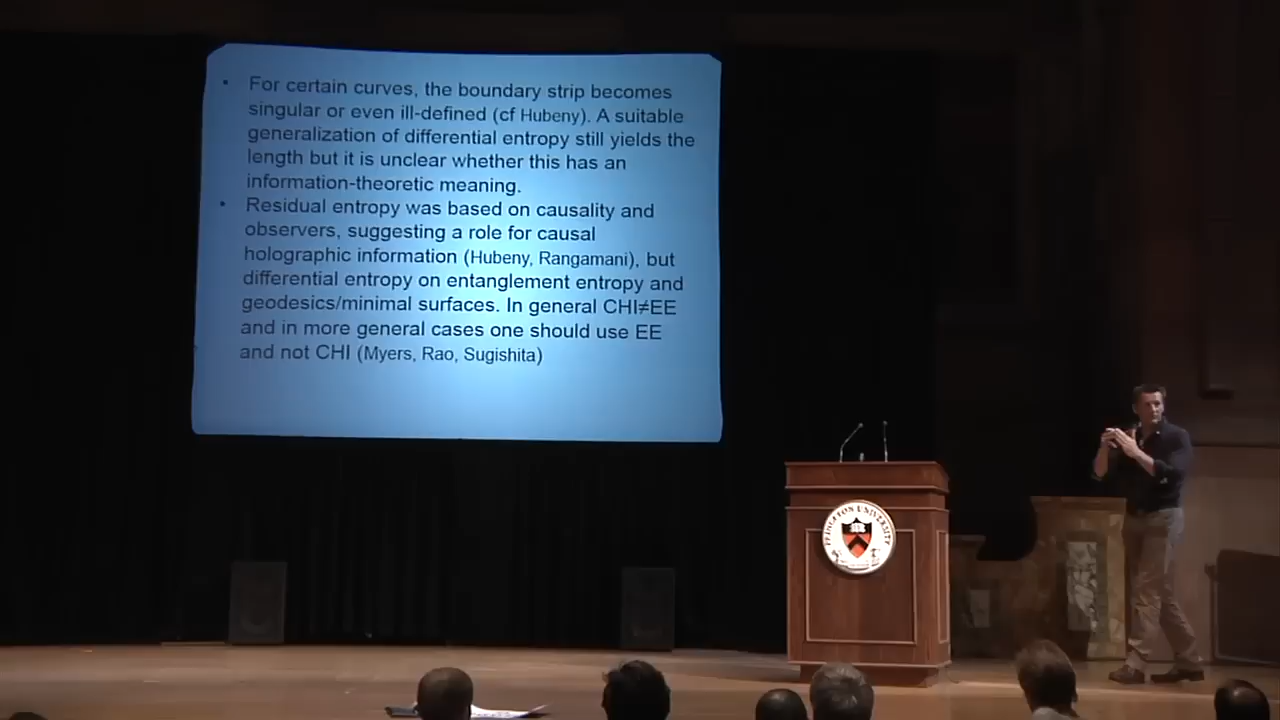 • For certain curves, the boundary strip becomes
singular or even ill-defined (cf Hubeny). A suitable
generalization of differential entropy still yields the
length but it is unclear whether this has an
information-theoretic meaning.
• Residual entropy was based on causality and
observers, suggesting a role for causal
holographic information (Hubeny, Rangamani), but
differential entropy on entanglement entropy and
geodesics/minimal surfaces. In general CHI≠EE
and in more general cases one should use EE
and not CHI (Myers, Rao, Sugishita)
PRINCETON UNIVERSITY